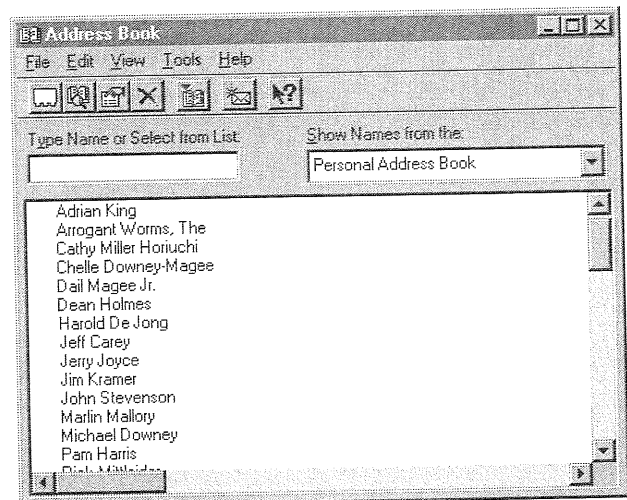 Address Book
File Edit View Tools Help
Type Name or Select from List:
Show Names from the:
Personal Address Book
Adrian King
Arrogant Worms, The
Cathy Miller Horiuchi
Chelle Downey-Magee
Dail Magee Jr.
Dean Holmes
Harold De Jong
Jeff Carey
Jerry Joyce
Jim Kramer
John Stevenson
Marlin Mallory
Michael Downey
Pam Harris